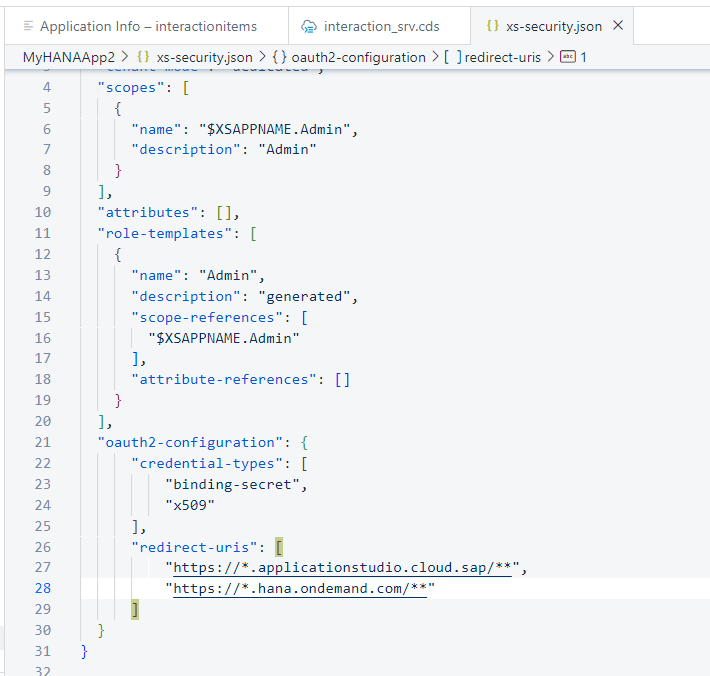 Application Info – interactionitems
interaction_srv.cds
{} xs-security.json ×
MyHANAApp2 > {} xs-security.json > {} oauth2-configuration > [ ] redirect-uris > abc 1
4 "scopes": [
5 {
6 "name": "$XSAPPNAME.Admin",
7 "description": "Admin"
8 }
9 ],
10 "attributes": [],
11 "role-templates": [
12 {
13 "name": "Admin",
14 "description": "generated",
15 "scope-references": [
16 "$XSAPPNAME.Admin"
17 ],
18 "attribute-references": []
19 }
20 ],
21 "oauth2-configuration": {
22 "credential-types": [
23 "binding-secret",
24 "x509"
25 ],
26 "redirect-uris": [
27 "https://*.applicationstudio.cloud.sap/**",
28 "https://*.hana.ondemand.com/**"
29 ]
30 }
31 }
32